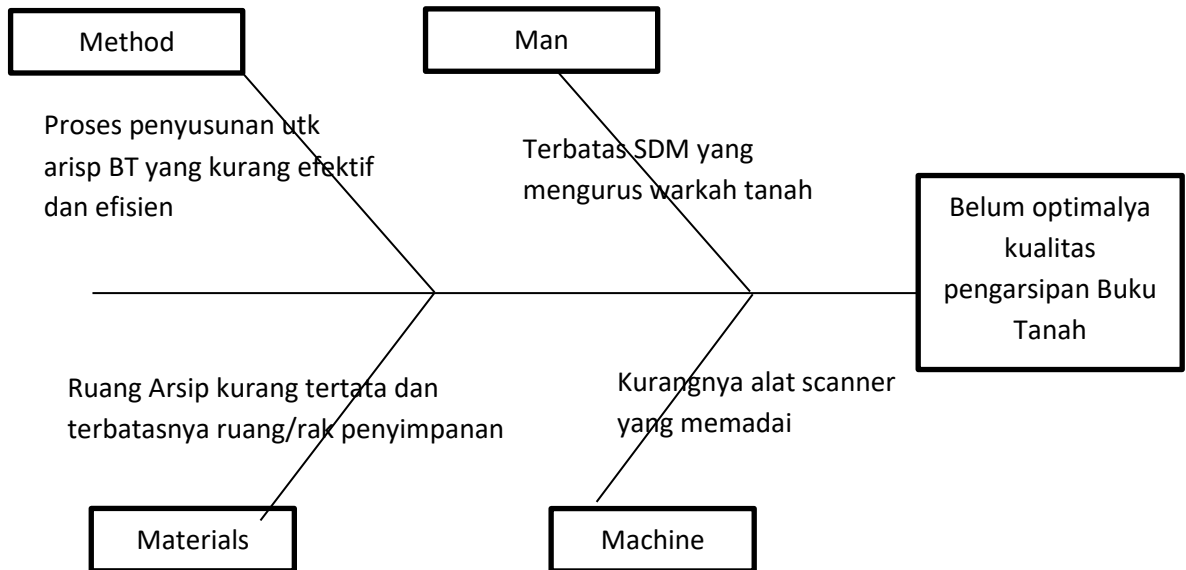 Method
Man
Proses penyusunan utk
arisp BT yang kurang efektif
dan efisien
Terbatas SDM yang
mengurus warkah tanah
Belum optimalya
kualitas
pengarsipan Buku
Tanah
Ruang Arsip kurang tertata dan
terbatasnya ruang/rak penyimpanan
Kurangnya alat scanner
yang memadai
Materials
Machine